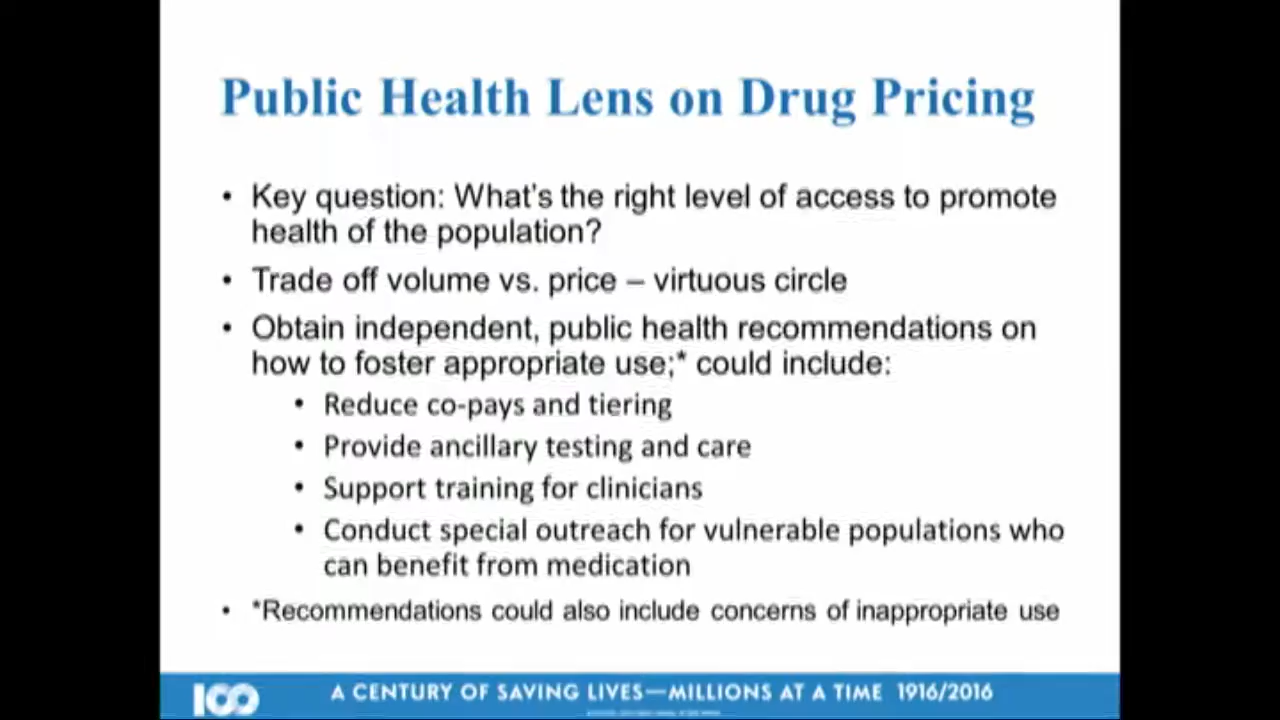 Public Health Lens on Drug Pricing
• Key question: What's the right level of access to promote
health of the population?
• Trade off volume vs. price – virtuous circle
• Obtain independent, public health recommendations on
how to foster appropriate use;* could include:
• Reduce co-pays and tiering
• Provide ancillary testing and care
• Support training for clinicians
• Conduct special outreach for vulnerable populations who
can benefit from medication
• *Recommendations could also include concerns of inappropriate use
100 A CENTURY OF SAVING LIVES—MILLIONS AT A TIME 1916/2016